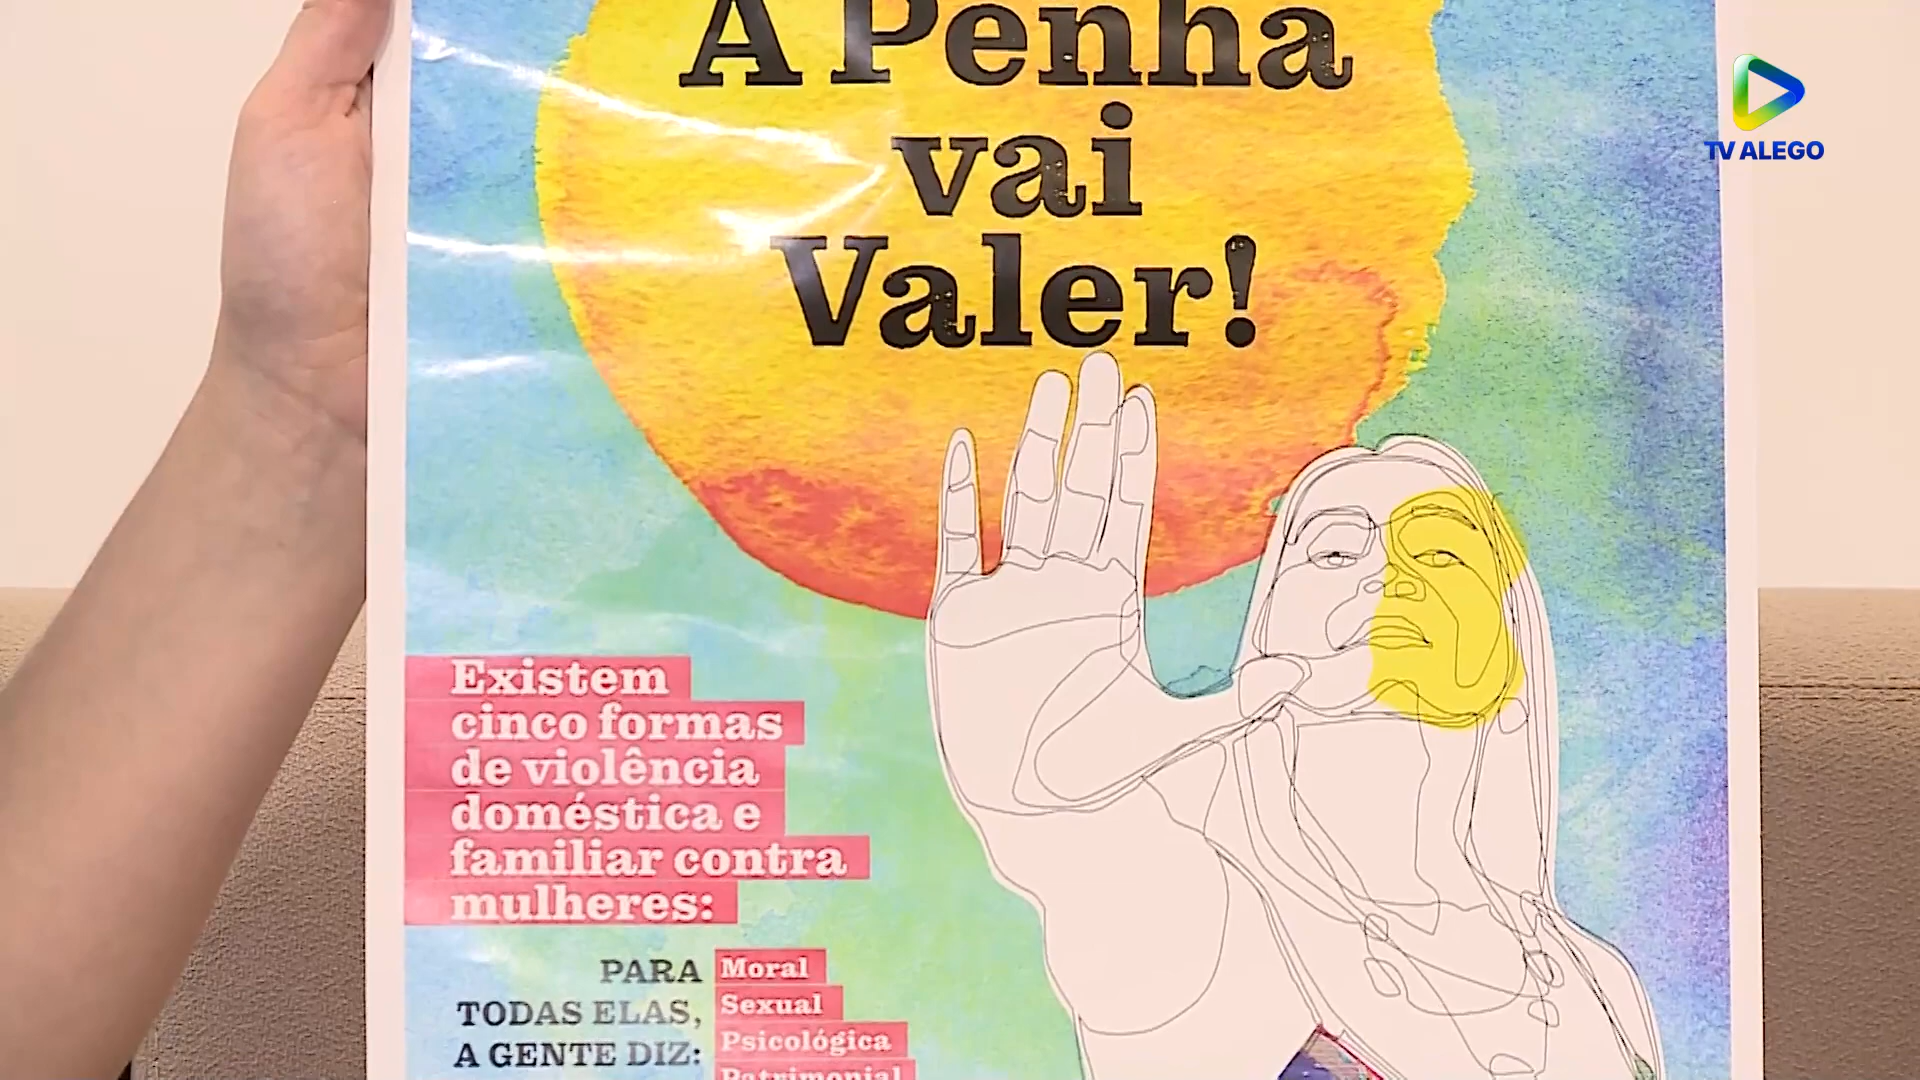 A Penha
vai
Valer!
TV ALEGO
Existem
cinco formas
de violência
doméstica e
familiar contra
mulheres:
PARA
TODAS ELAS,
A GENTE DIZ:
Moral
Sexual
Psicológica
Patrimonial